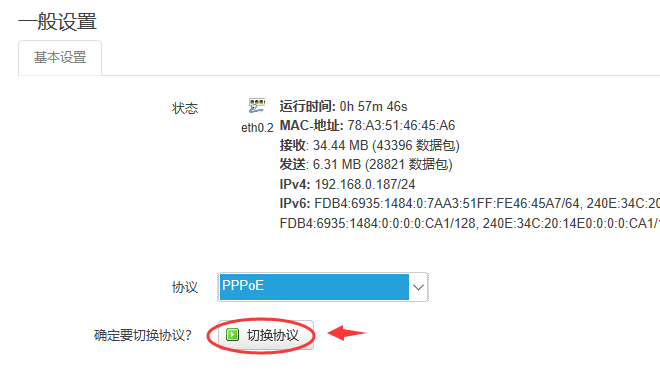 一般设置
基本设置
状态
eth0.2
运行时间: 0h 57m 46s
MAC-地址: 78:A3:51:46:45:A6
接收: 34.44 MB (43396 数据包)
发送: 6.31 MB (28821 数据包)
IPv4: 192.168.0.187/24
IPv6: FDB4:6935:1484:0:7AA3:51FF:FE46:45A7/64, 240E:34C:20
FDB4:6935:1484:0:0:0:0:CA1/128, 240E:34C:20:14E0:0:0:0:CA1/1
协议
PPPoE
确定要切换协议?
切换协议